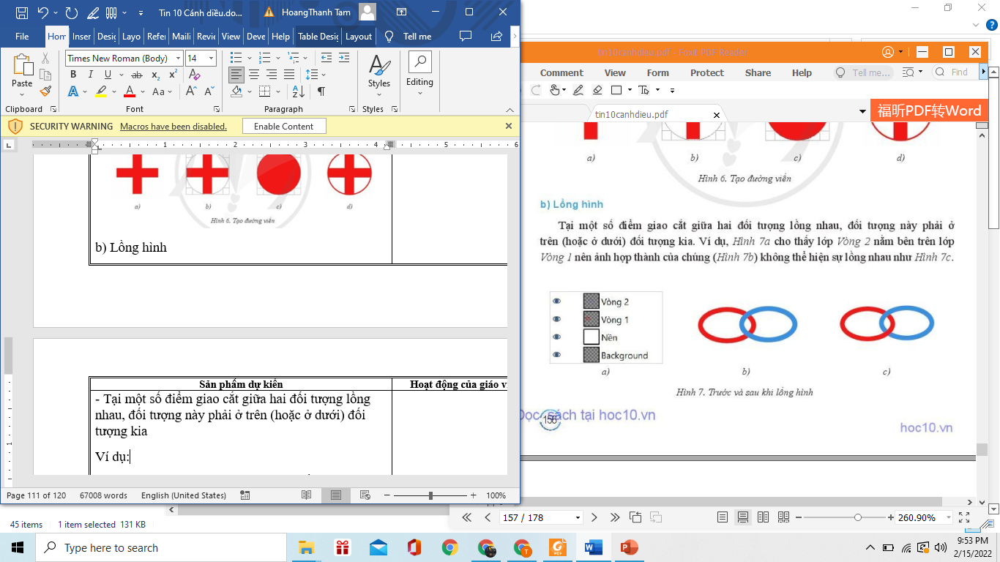 Tin 10 Cánh diều.do...
HoangThanh Tam
File
Hom
Inser
Desig
Layo
Refer
Maili
Revie
View
Deve
Help
Table Desig
Layout
Tell me
Paste
Clipboard
Times New Roman (Body)
14
B I U ab x₂ x²
A A Aa A A
Font
Paragraph
Styles
Styles
Editing
SECURITY WARNING Macros have been disabled. Enable Content
1 2 3 4 5 6
a) b) c) d)
Hình 6. Tạo đường viền
b) Lồng hình
Sản phẩm dự kiến
Hoạt động của giáo v
- Tại một số điểm giao cắt giữa hai đối tượng lồng
nhau, đối tượng này phải ở trên (hoặc ở dưới) đối
tượng kia
Ví dụ:
Page 111 of 120 67008 words English (United States) 100%
45 items 1 item selected 131 KB
tin10canhdieu.pdf - Foxit PDF Reader
Comment View Form Protect Share Help Tell me... Find
tin10canhdieu.pdf
福昕PDF转Word
a) b) c) d)
Hình 6. Tạo đường viền
b) Lồng hình
Tại một số điểm giao cắt giữa hai đối tượng lồng nhau, đối tượng này phải ở
trên (hoặc ở dưới) đối tượng kia. Ví dụ, Hình 7a cho thấy lớp Vòng 2 nằm bên trên lớp
Vòng 1 nên ảnh hợp thành của chúng (Hình 7b) không thể hiện sự lồng nhau như Hình 7c.
Vòng 2
Vòng 1
Nền
Background
a) b) c)
Hình 7. Trước và sau khi lồng hình
Đọc sách tại hoc10.vn
156
hoc10.vn
157 / 178
260.90%
Type here to search
9:53 PM
2/15/2022